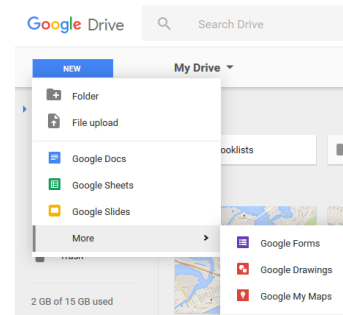 Google Drive
Search Drive
NEW
My Drive
Folder
File upload
Google Docs
ooklists
Google Sheets
Google Slides
More
Google Forms
Trash
Google Drawings
Google My Maps
2 GB of 15 GB used